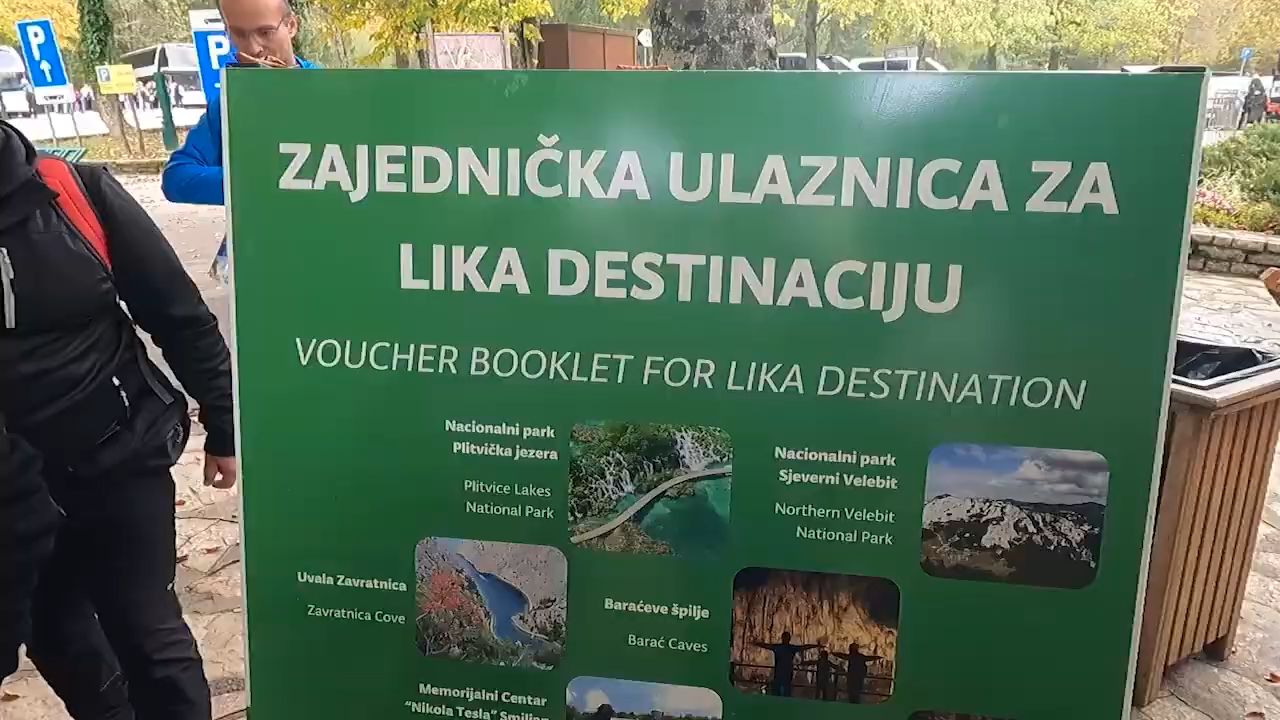 P
P
P
ZAJEDNIČKA ULAZNICA ZA
LIKA DESTINACIJU
VOUCHER BOOKLET FOR LIKA DESTINATION
Nacionalni park
Plitvička jezera
Plitvice Lakes
National Park
Nacionalni park
Sjeverni Velebit
Northern Velebit
National Park
Uvala Zavratnica
Zavratnica Cove
Baraćeve špilje
Barać Caves
Memorijalni Centar
"Nikola Tesla" Smiljan